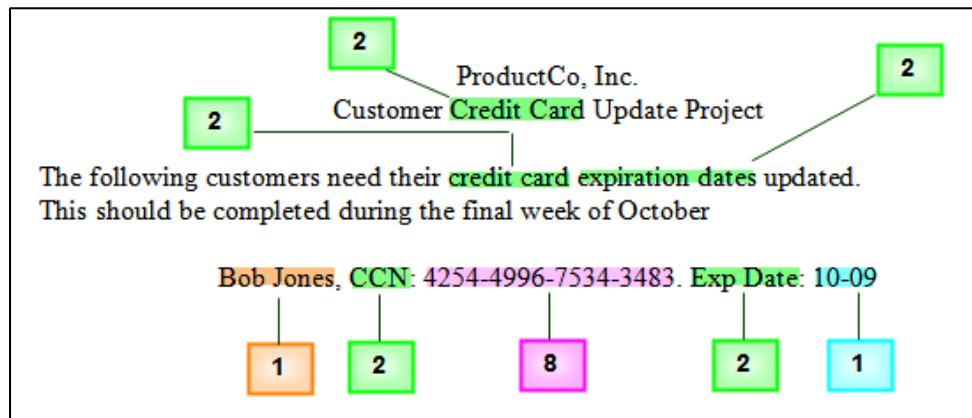 2
ProductCo, Inc.
2
2
Customer Credit Card Update Project
The following customers need their credit card expiration dates updated.
This should be completed during the final week of October
Bob Jones, CCN: 4254-4996-7534-3483. Exp Date: 10-09
1 2 8 2 1